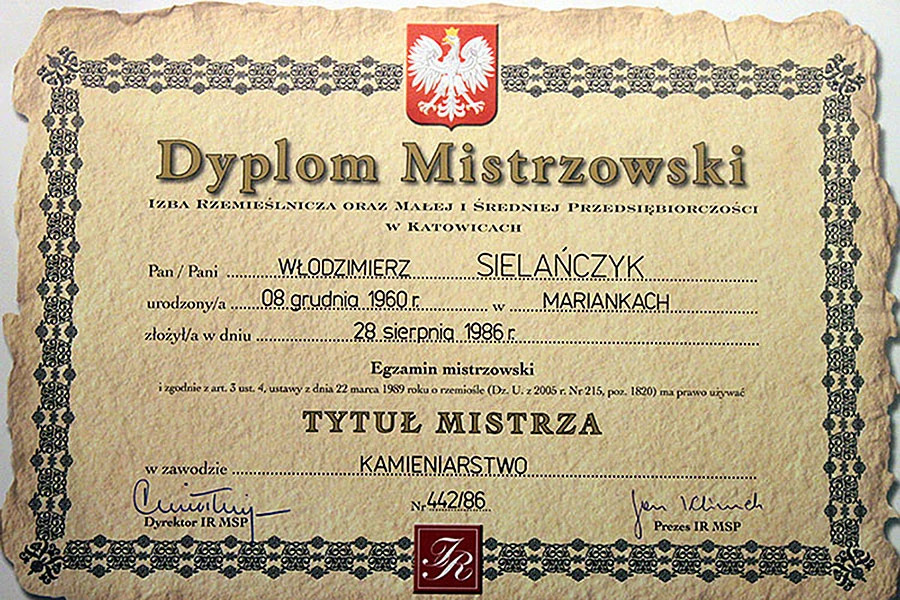 Dyplom Mistrzowski
Izba Rzemieślnicza oraz Małej i Średniej Przedsiębiorczości
w Katowicach
Pan / Pani WŁODZIMIERZ SIELAŃCZYK
urodzony/a 08 grudnia 1960 r. w MARIANKACH
złożył/a w dniu 28 sierpnia 1986 r.
Egzamin mistrzowski
i zgodnie z art. 3 ust. 4, ustawy z dnia 22 marca 1989 roku o rzemiośle (Dz. U. z 2005 r. Nr 215, poz. 1820) ma prawo używać
TYTUŁ MISTRZA
w zawodzie KAMIENIARSTWO
Nr 442/86
Jan Klimek
Dyrektor IR MSP Prezes IR MSP
IR